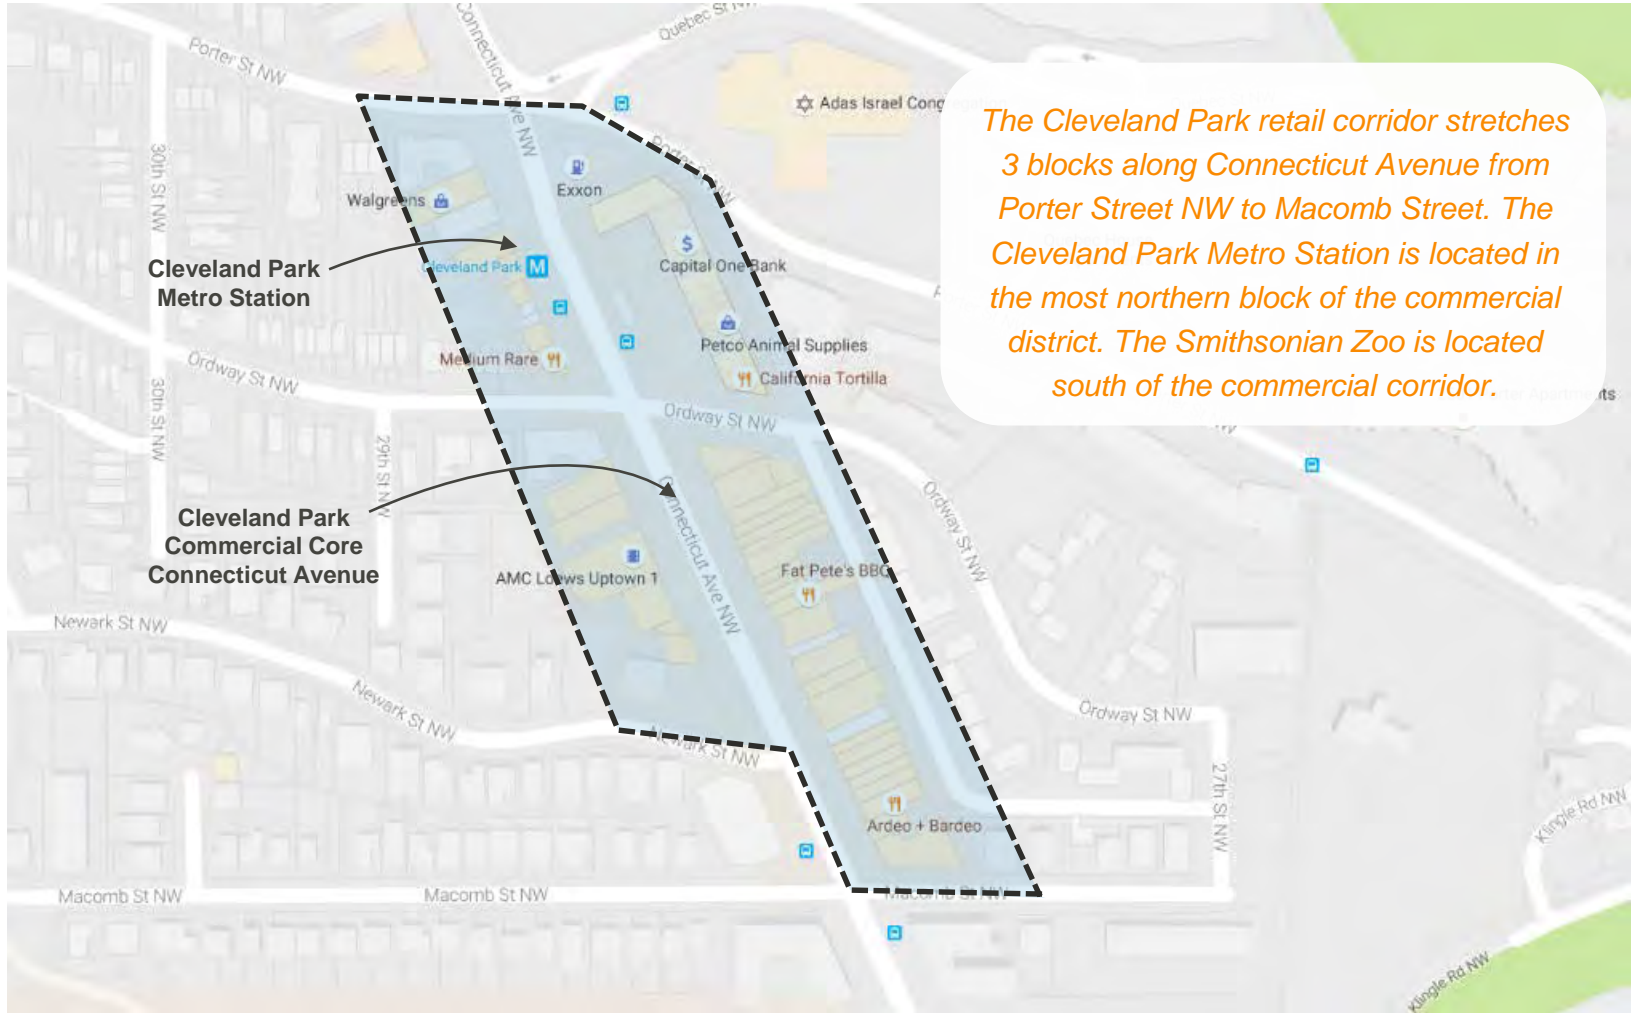 Connecticut Ave NW
Quebec St NW
Porter St NW
Adas Israel Cong
Porter
NW
The Cleveland Park retail corridor stretches
3 blocks along Connecticut Avenue from
Porter Street NW to Macomb Street. The
Cleveland Park Metro Station is located in
the most northern block of the commercial
district. The Smithsonian Zoo is located
south of the commercial corridor.
30th St NW
Walgreens
Exxon
Cleveland Park
Metro Station
Cleveland Park M
$
Capital One Bank
Petco Animal Supplies
Medium Rare
California Tortilla
Ordway St NW
30th St NW
29th St NW
Ordway St NW
Cleveland Park
Commercial Core
Connecticut Avenue
Connecticut Ave NW
Ordway St NW
AMC Loews Uptown 1
Fat Pete's BBQ
Newark St NW
Newark St NW
Newark St NW
Ordway St NW
27th St NW
Ardeo + Bardeo
Klingle Rd NW
Macomb St NW
Macomb St NW
Macomb St NW
Klingle Rd NW